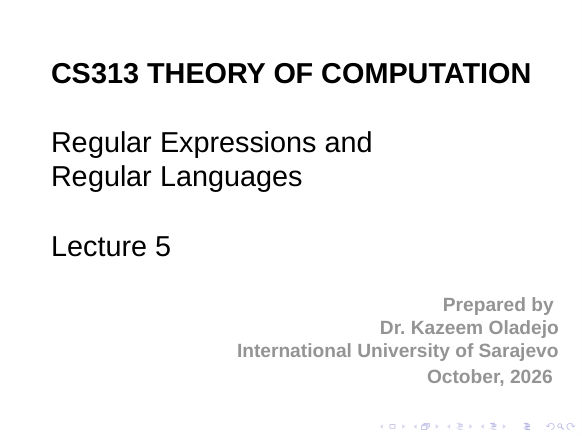 CS313 THEORY OF COMPUTATION
Regular Expressions and
Regular Languages
Lecture 5
Prepared by
Dr. Kazeem Oladejo
International University of Sarajevo
October, 2026